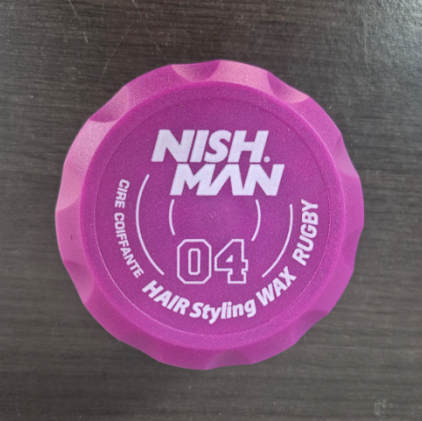 NISH.
MAN
04
CIRE COIFFANTE
HAIR Styling WAX RUGBY